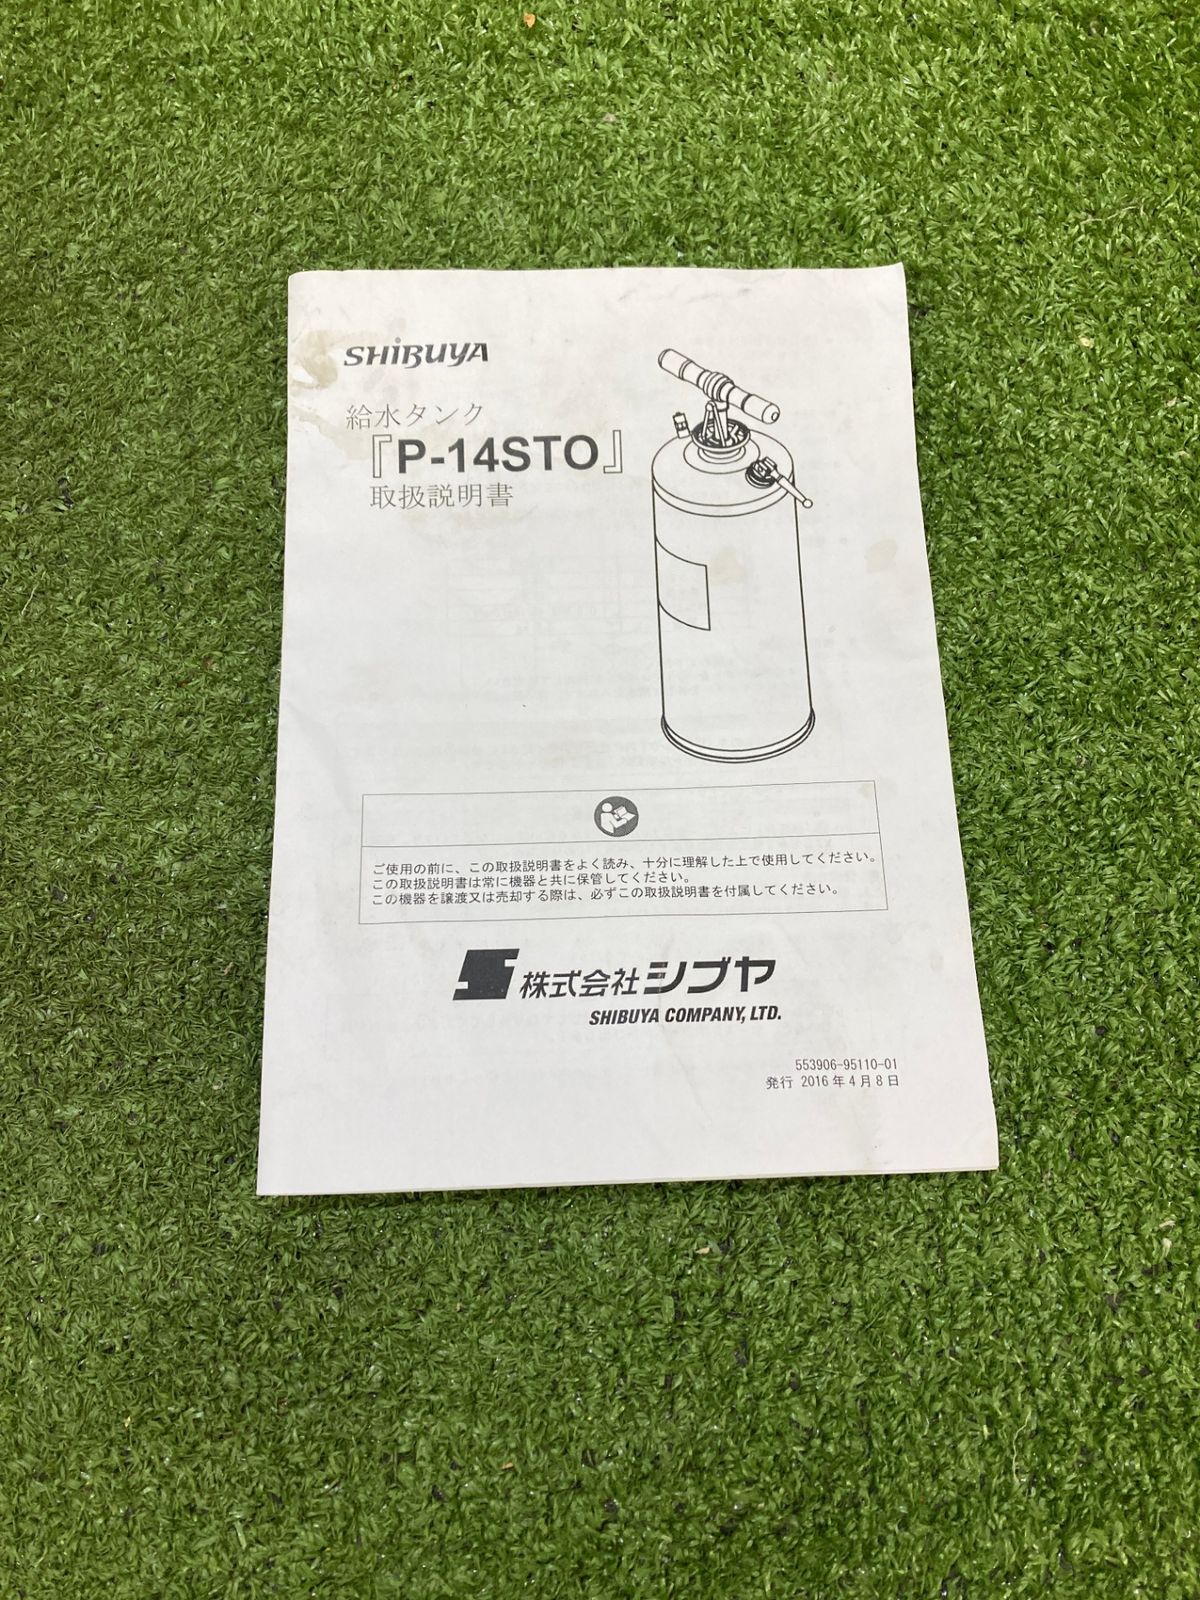 SHIBUYA
給水タンク
『P-14STO』
取扱説明書
ご使用の前に、この取扱説明書をよく読み、十分に理解した上で使用してください。
この取扱説明書は常に機器と共に保管してください。
この機器を譲渡又は売却する際は、必ずこの取扱説明書を付属してください。
株式会社シブヤ
SHIBUYA COMPANY, LTD.
553906-95110-01
発行 2016年4月8日